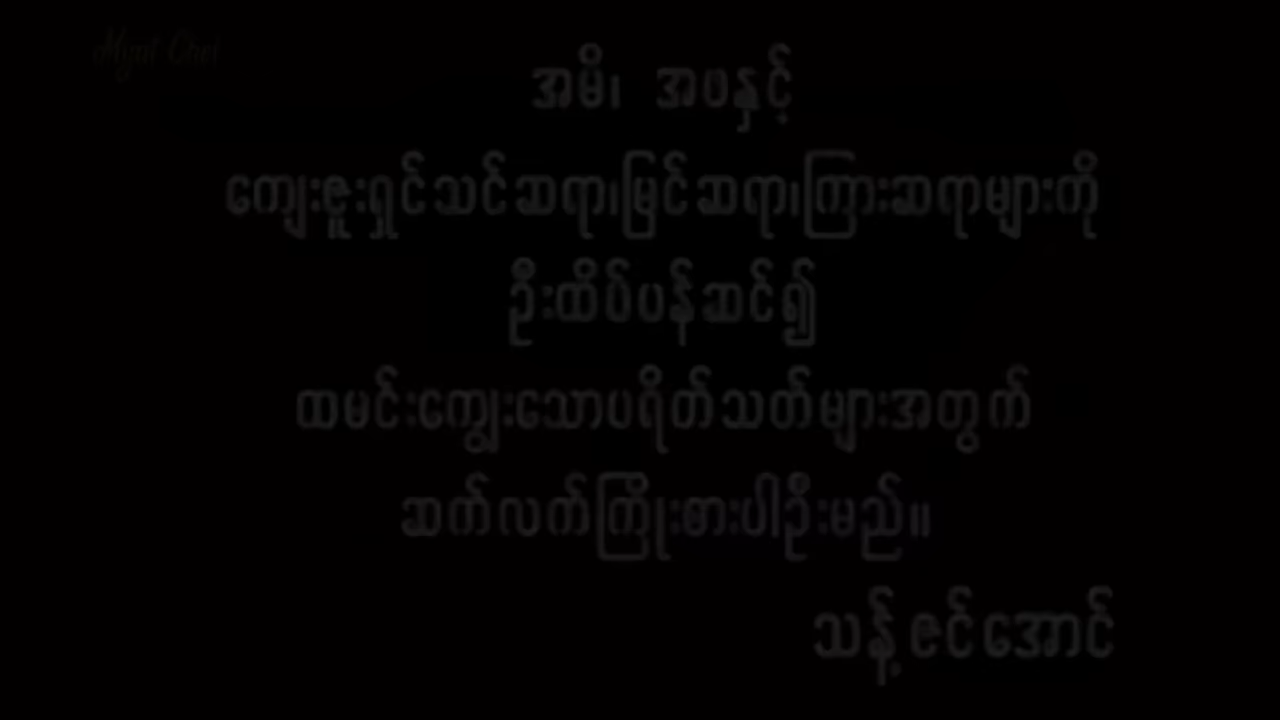 Myat Chel
အမိ၊ အဖနှင့်
ကျေးဇူးရှင်သင်ဆရာ၊မြင်ဆရာ၊ကြားဆရာများကို
ဦးထိပ်ပန်ဆင်၍
ထမင်းကျွေးသောပရိတ်သတ်များအတွက်
ဆက်လက်ကြိုးစားပါဦးမည်။
သန့်ဇင်အောင်